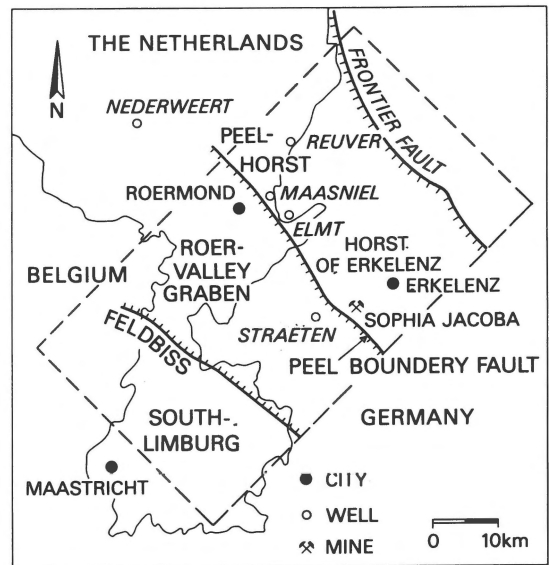 THE NETHERLANDS
N
NEDERWEERT
FRONTIER FAULT
PEEL-
HORST
REUVER
ROERMOND
MAASNIEL
ELMT
ROER-
VALLEY
GRABEN
HORST
OF ERKELENZ
BELGIUM
ERKELENZ
SOPHIA JACOBA
STRAETEN
FELDBISS
PEEL BOUNDERY FAULT
SOUTH-
LIMBURG
GERMANY
MAASTRICHT
CITY
WELL
MINE
0 10km